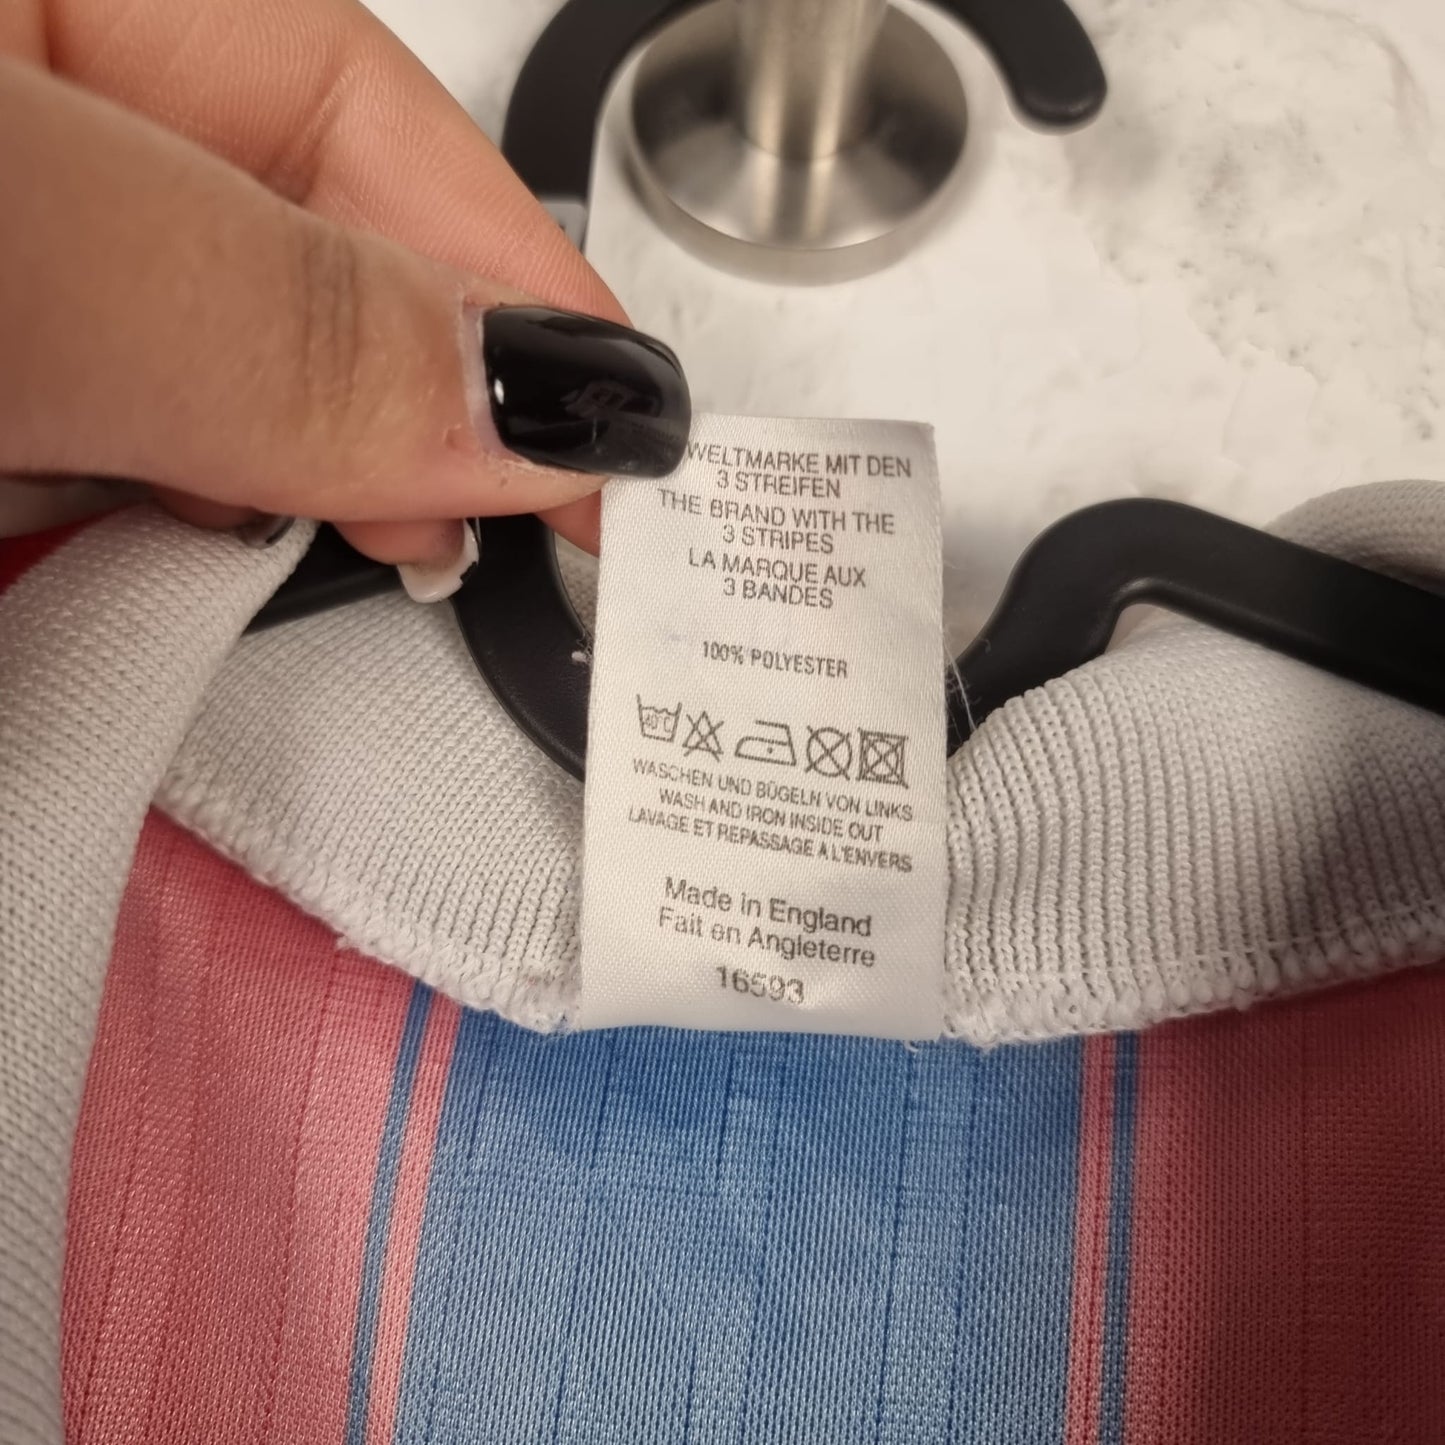 WELTMARKE MIT DEN
3 STREIFEN
THE BRAND WITH THE
3 STRIPES
LA MARQUE AUX
3 BANDES
100% POLYESTER
40°C
WASCHEN UND BÜGELN VON LINKS
WASH AND IRON INSIDE OUT
LAVAGE ET REPASSAGE A L'ENVERS
Made in England
Fait en Angleterre
16593